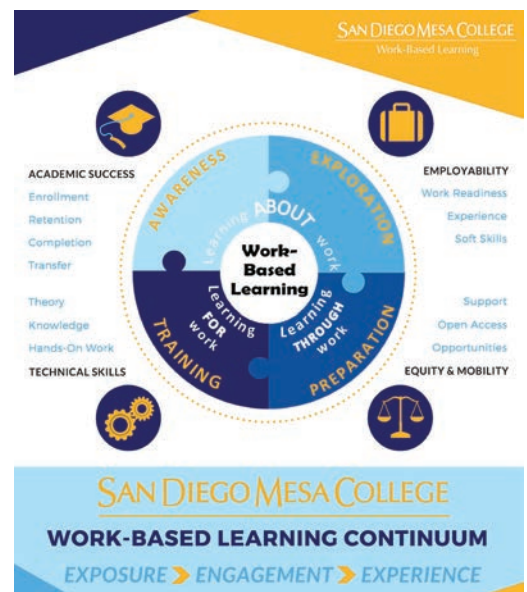 SAN DIEGO MESA COLLEGE
Work-Based Learning
ACADEMIC SUCCESS
Enrollment
Retention
Completion
Transfer
Theory
Knowledge
Hands-On Work
TECHNICAL SKILLS
AWARENESS
EXPLORATION
Learning ABOUT work
Work-
Based
Learning
Learning
FOR
work
Learning
THROUGH
work
TRAINING
PREPARATION
EMPLOYABILITY
Work Readiness
Experience
Soft Skills
Support
Open Access
Opportunities
EQUITY & MOBILITY
SAN DIEGO MESA COLLEGE
WORK-BASED LEARNING CONTINUUM
EXPOSURE > ENGAGEMENT > EXPERIENCE